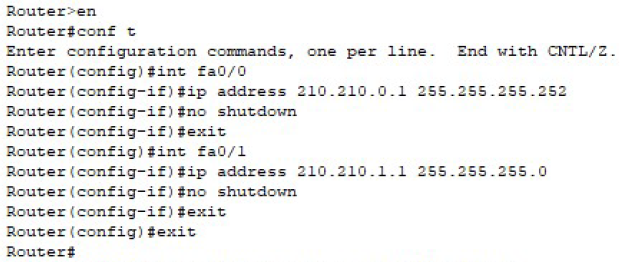 Router>en
Router#conf t
Enter configuration commands, one per line.  End with CNTL/Z.
Router(config)#int fa0/0
Router(config-if)#ip address 210.210.0.1 255.255.255.252
Router(config-if)#no shutdown
Router(config-if)#exit
Router(config)#int fa0/1
Router(config-if)#ip address 210.210.1.1 255.255.255.0
Router(config-if)#no shutdown
Router(config-if)#exit
Router(config)#exit
Router#